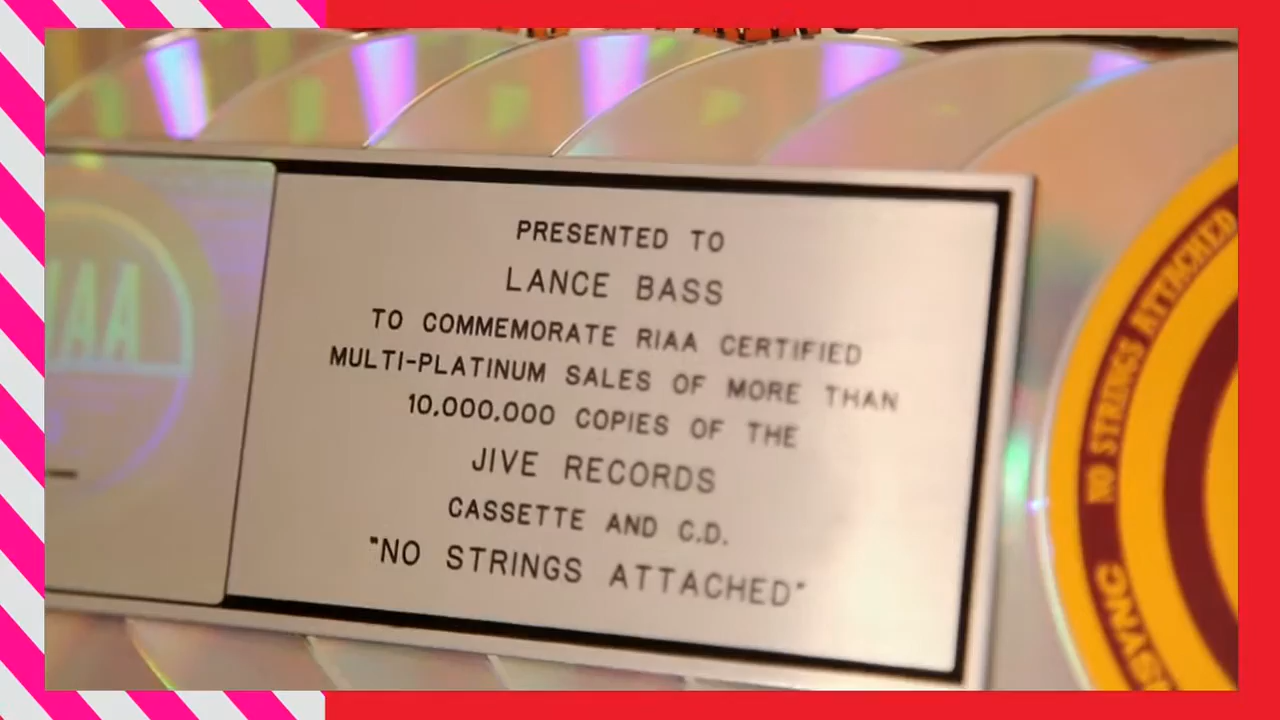 PRESENTED TO
LANCE BASS
TO COMMEMORATE RIAA CERTIFIED
MULTI-PLATINUM SALES OF MORE THAN
10,000,000 COPIES OF THE
JIVE RECORDS
CASSETTE AND C.D.
"NO STRINGS ATTACHED"
NO STRINGS ATTACHED